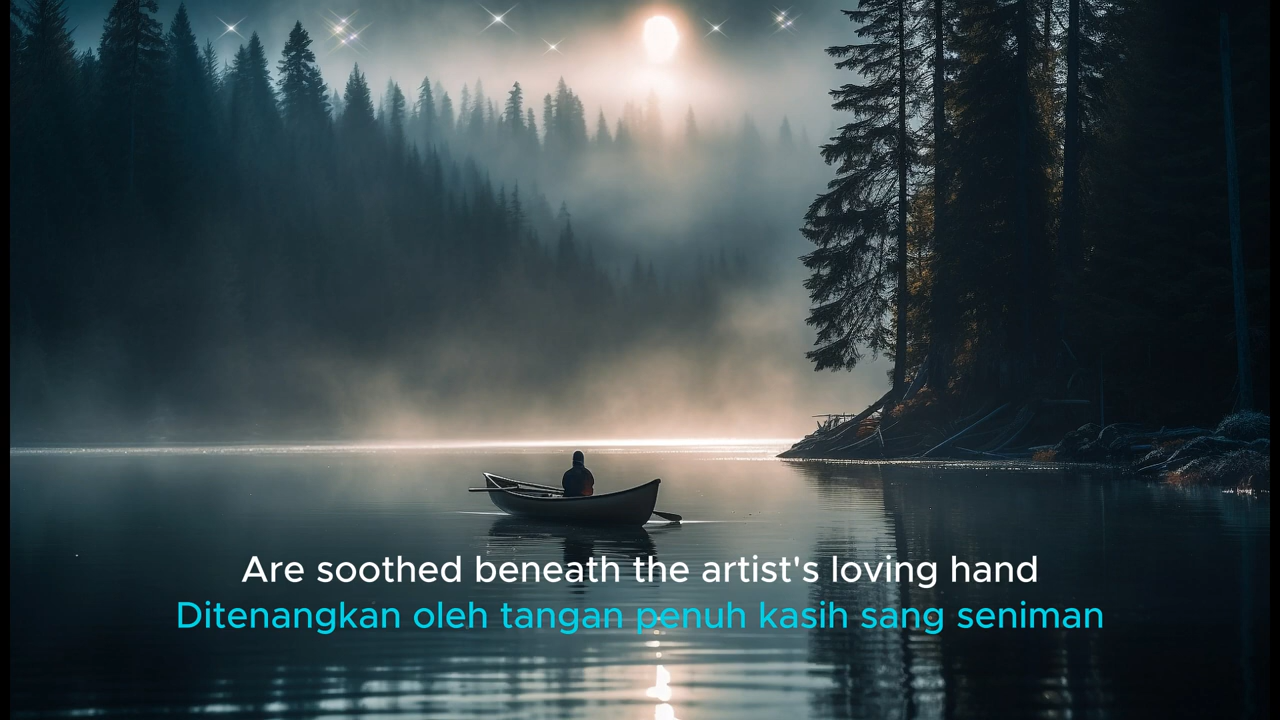 Are soothed beneath the artist's loving hand
Ditenangkan oleh tangan penuh kasih sang seniman